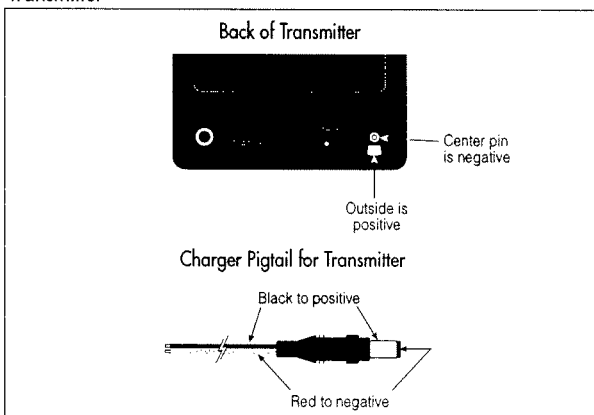 Back of Transmitter
Center pin
is negative
Outside is
positive
Charger Pigtail for Transmitter
Black to positive
Red to negative